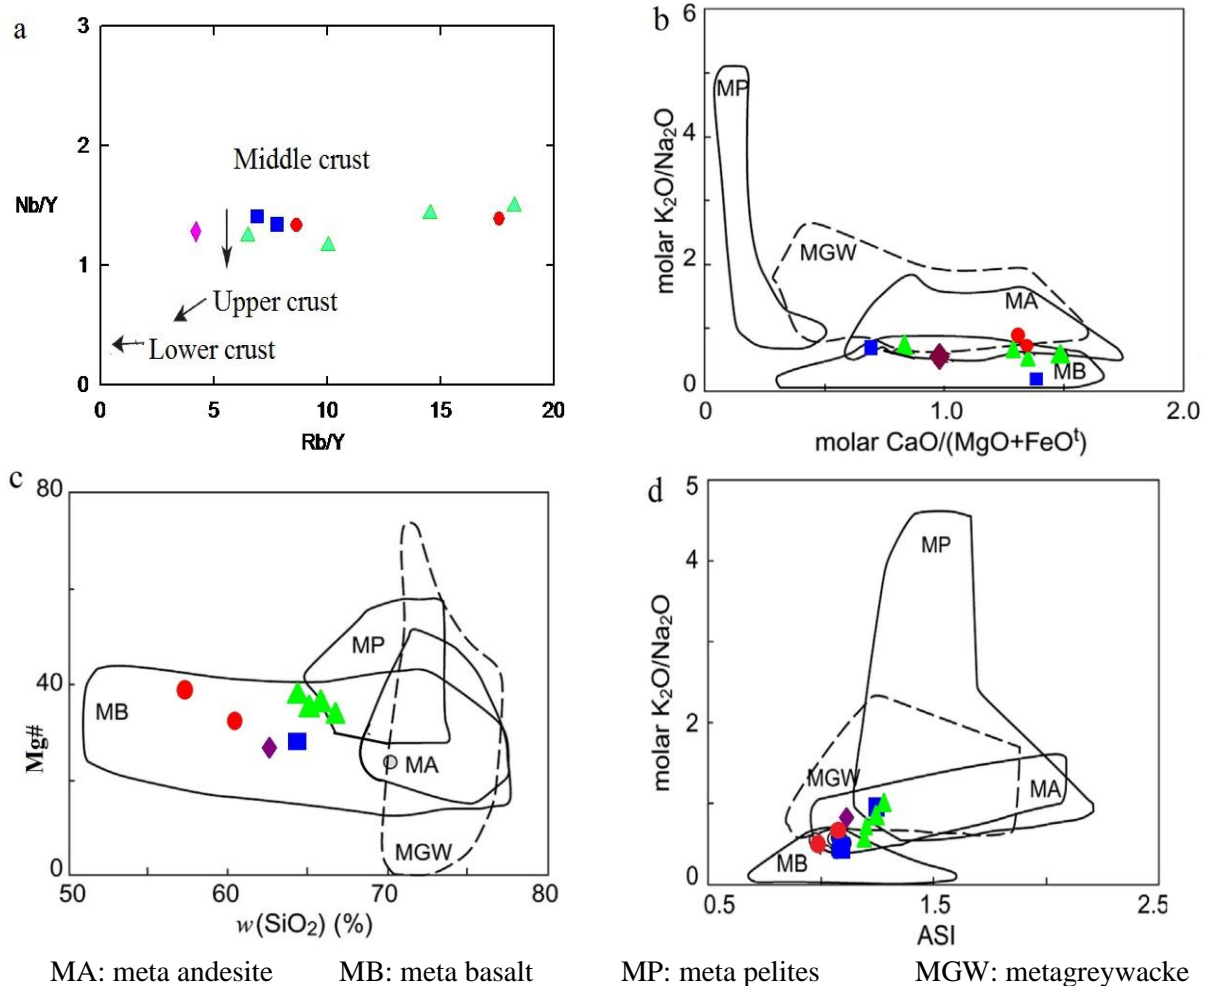 a
3
2
1
0
Nb/Y
Middle crust
Upper crust
Lower crust
0 5 10 15 20
Rb/Y
b
6
4
2
0
molar K2O/Na2O
MP
MGW
MA
MB
0 1.0 2.0
molar CaO/(MgO+FeOᵗ)
c
80
40
0
Mg#
MB
MP
MA
MGW
50 60 70 80
w(SiO2) (%)
d
5
4
2
0
molar K2O/Na2O
MP
MGW
MA
MB
0.5 1.5 2.5
ASI
MA: meta andesite MB: meta basalt MP: meta pelites MGW: metagreywacke